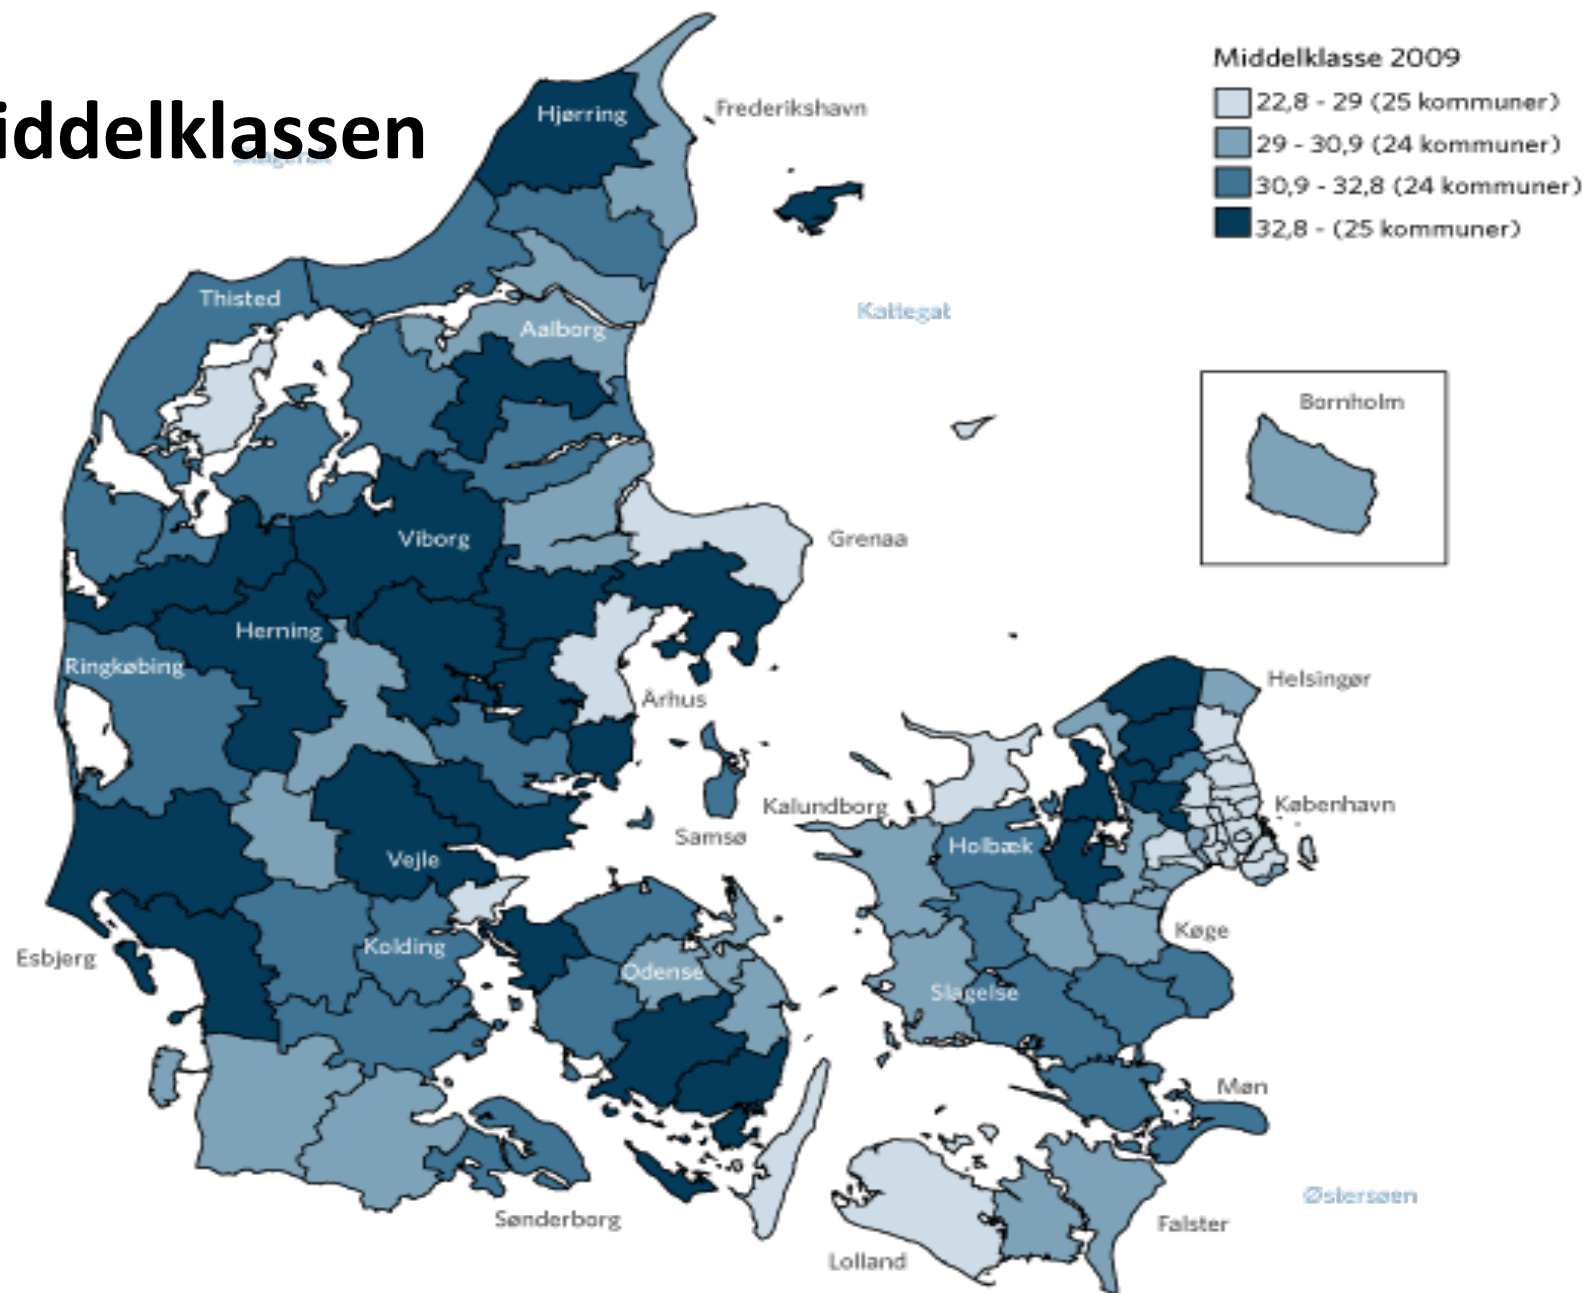 iddelklassen
Skagerak
Middelklasse 2009
22,8 - 29 (25 kommuner)
29 - 30,9 (24 kommuner)
30,9 - 32,8 (24 kommuner)
32,8 - (25 kommuner)
Hjørring
Frederikshavn
Thisted
Aalborg
Kattegat
Bornholm
Viborg
Grenaa
Herning
Ringkøbing
Århus
Helsingør
Kalundborg
København
Samsø
Holbæk
Vejle
Køge
Esbjerg
Kolding
Odense
Slagelse
Møn
Sønderborg
Østersøen
Falster
Lolland